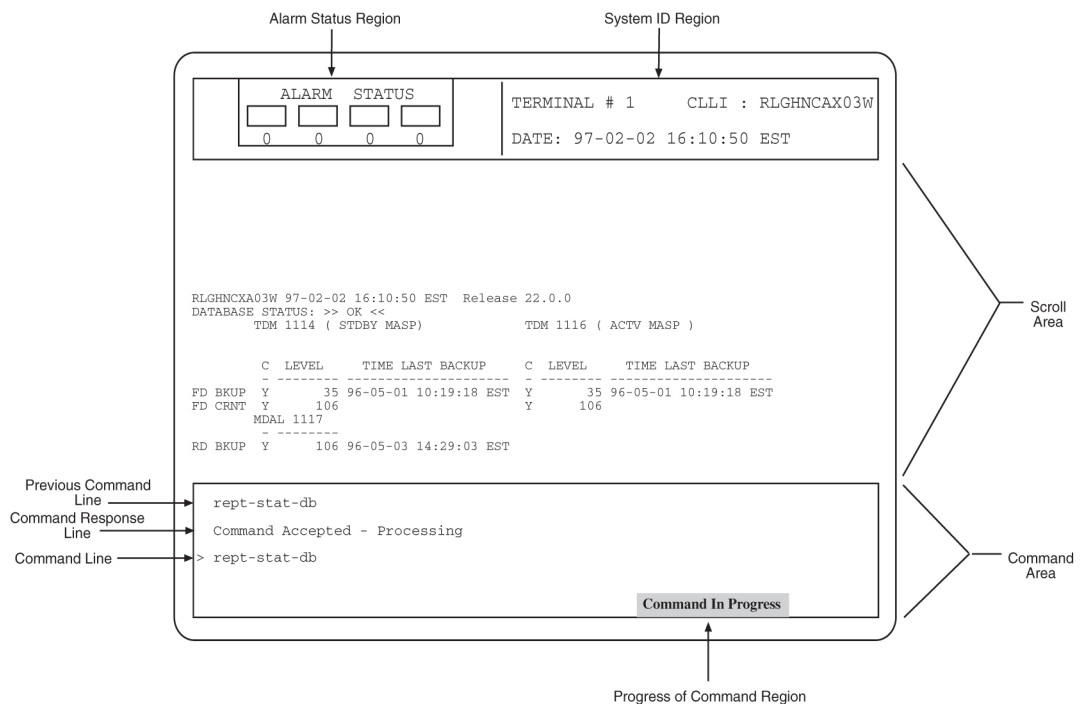 Alarm Status Region
System ID Region
ALARM STATUS
0 0 0 0
TERMINAL # 1 CLLI : RLGHNCAX03W
DATE: 97-02-02 16:10:50 EST
RLGHNCXA03W 97-02-02 16:10:50 EST Release 22.0.0
DATABASE STATUS: >> OK <<
TDM 1114 ( STDBY MASP) TDM 1116 ( ACTV MASP )
C LEVEL TIME LAST BACKUP C LEVEL TIME LAST BACKUP
- -------- ------------------- - -------- -------------------
FD BKUP Y 35 96-05-01 10:19:18 EST Y 35 96-05-01 10:19:18 EST
FD CRNT Y 106 Y 106
MDAL 1117
- --------
RD BKUP Y 106 96-05-03 14:29:03 EST
Scroll
Area
Previous Command
Line
rept-stat-db
Command Response
Line
Command Accepted - Processing
Command Line
> rept-stat-db
Command
Area
Command In Progress
Progress of Command Region